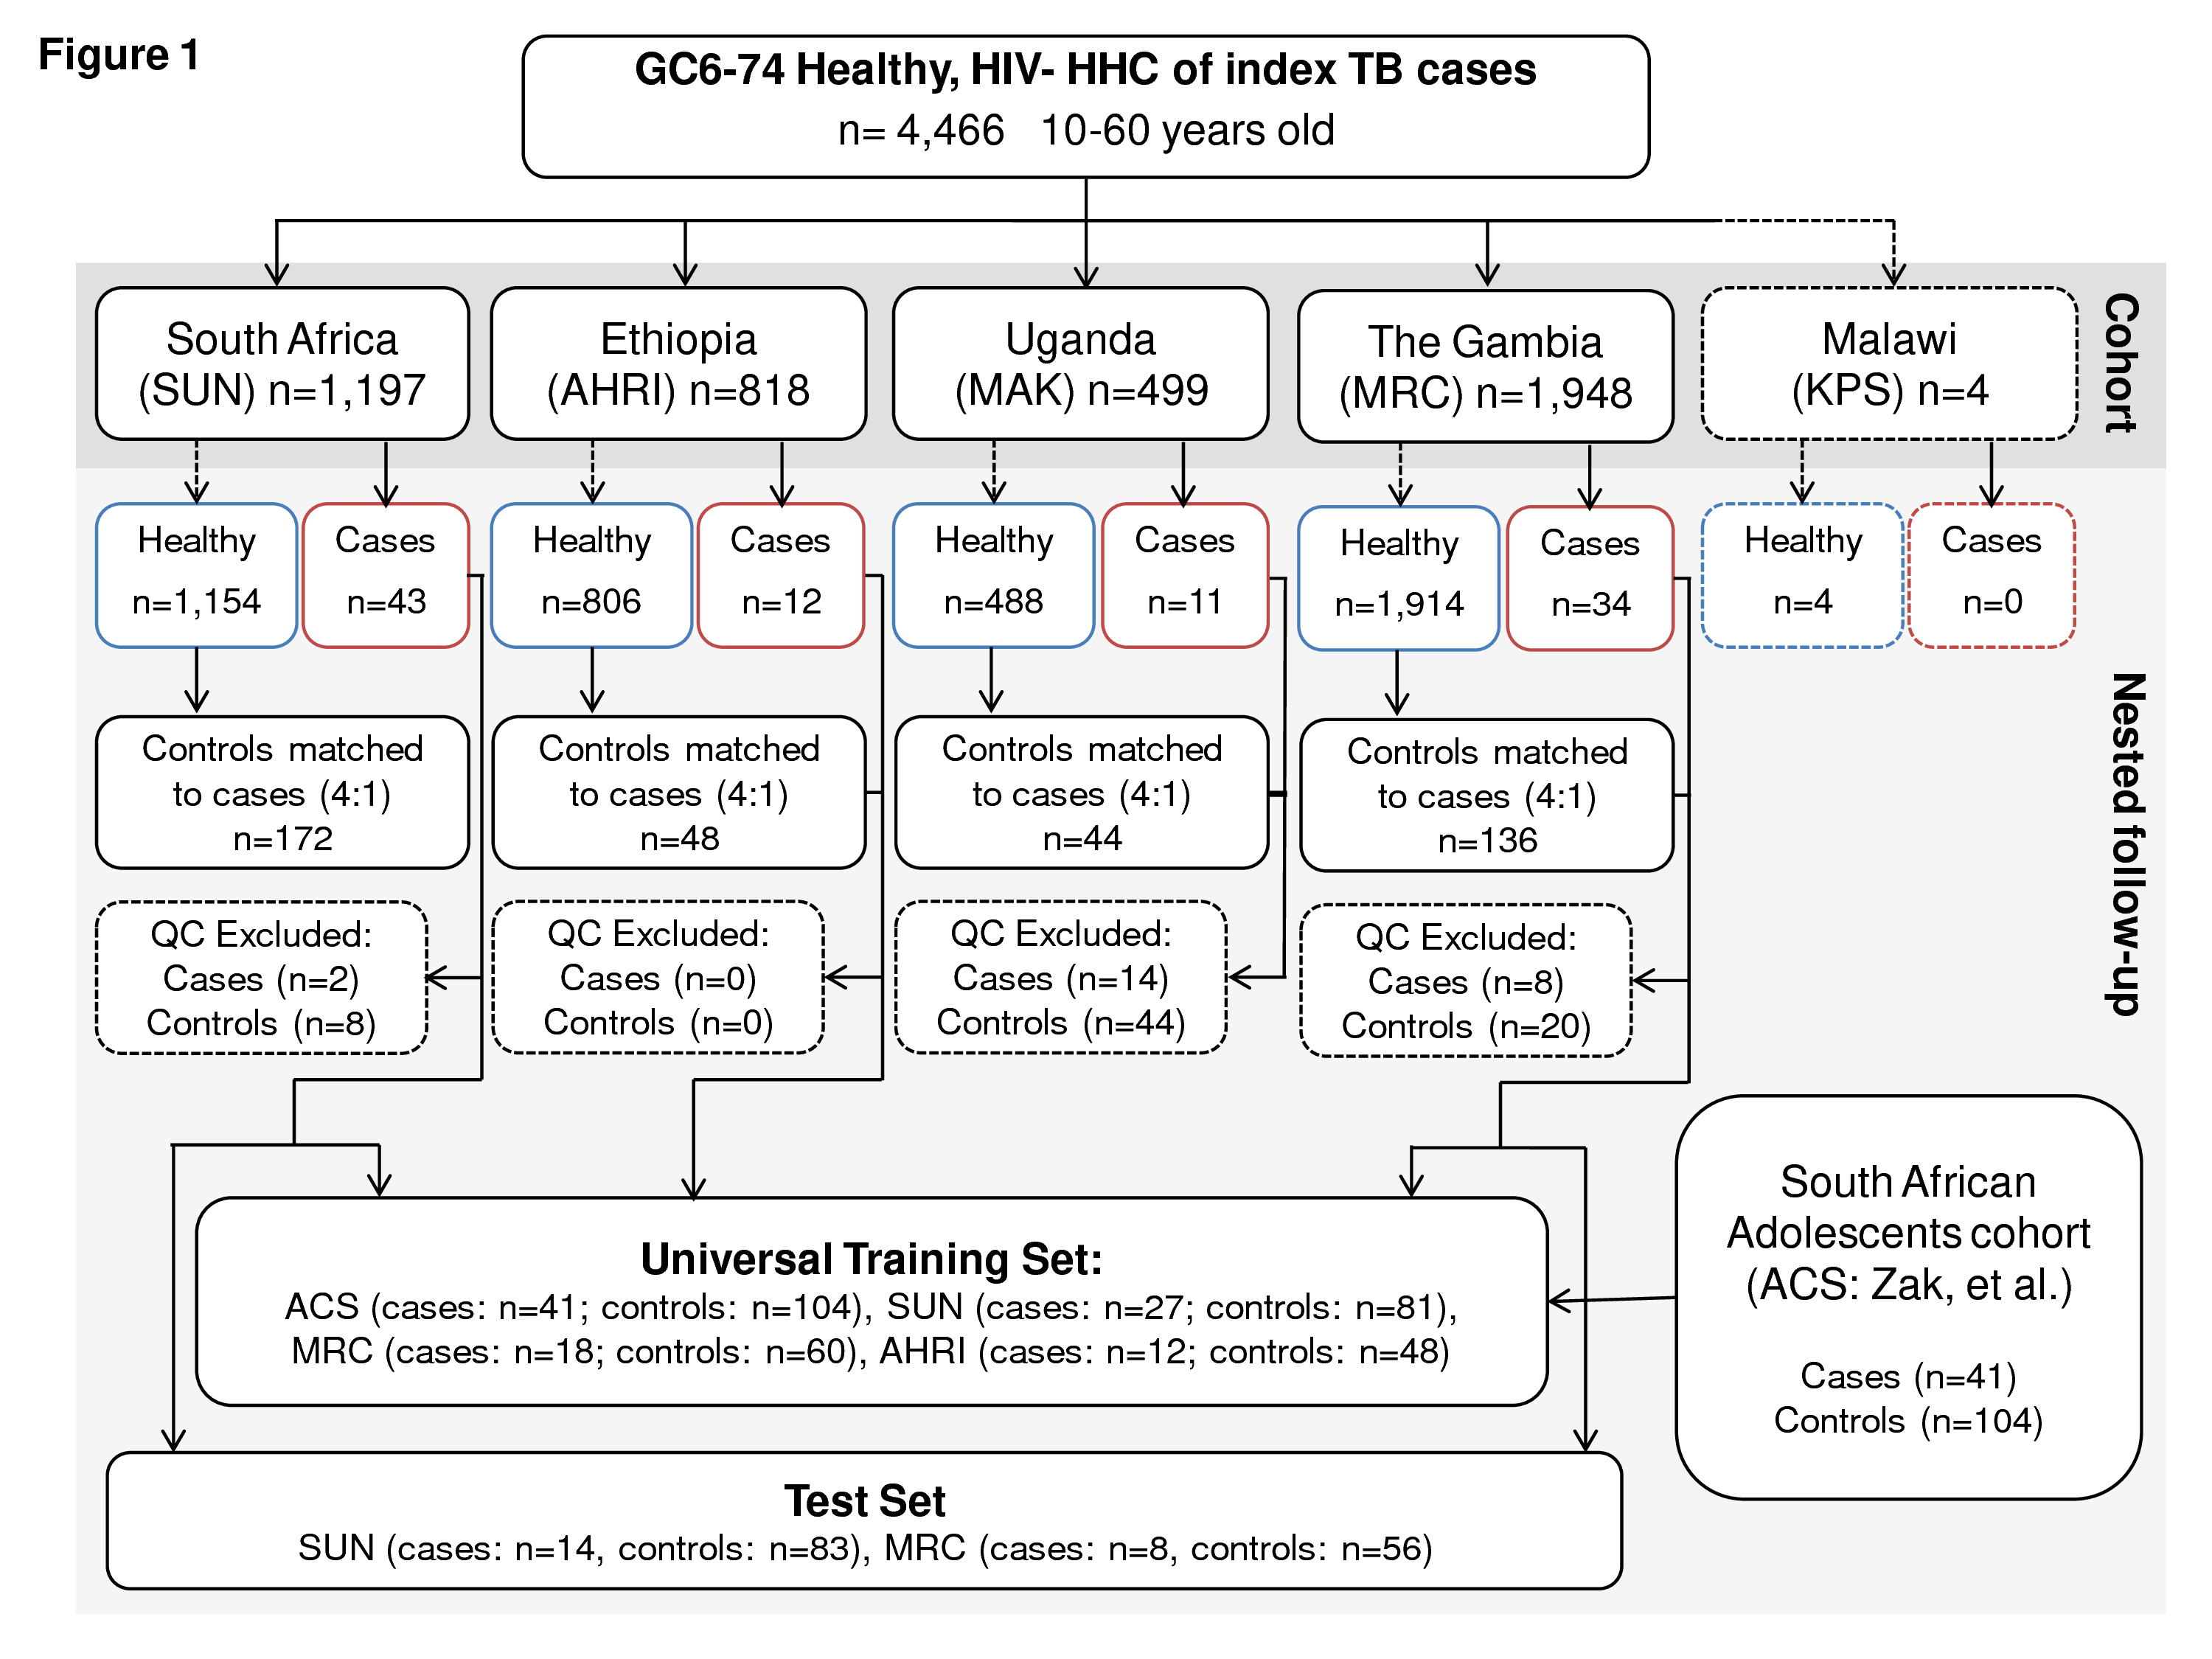 Figure 1
GC6-74 Healthy, HIV- HHC of index TB cases
n= 4,466 10-60 years old
South Africa
(SUN) n=1,197
Ethiopia
(AHRI) n=818
Uganda
(MAK) n=499
The Gambia
(MRC) n=1,948
Malawi
(KPS) n=4
Cohort
Healthy
n=1,154
Cases
n=43
Healthy
n=806
Cases
n=12
Healthy
n=488
Cases
n=11
Healthy
n=1,914
Cases
n=34
Healthy
n=4
Cases
n=0
Nested follow-up
Controls matched
to cases (4:1)
n=172
Controls matched
to cases (4:1)
n=48
Controls matched
to cases (4:1)
n=44
Controls matched
to cases (4:1)
n=136
QC Excluded:
Cases (n=2)
Controls (n=8)
QC Excluded:
Cases (n=0)
Controls (n=0)
QC Excluded:
Cases (n=14)
Controls (n=44)
QC Excluded:
Cases (n=8)
Controls (n=20)
South African
Adolescents cohort
(ACS: Zak, et al.)
Cases (n=41)
Controls (n=104)
Universal Training Set:
ACS (cases: n=41; controls: n=104), SUN (cases: n=27; controls: n=81),
MRC (cases: n=18; controls: n=60), AHRI (cases: n=12; controls: n=48)
Test Set
SUN (cases: n=14, controls: n=83), MRC (cases: n=8, controls: n=56)